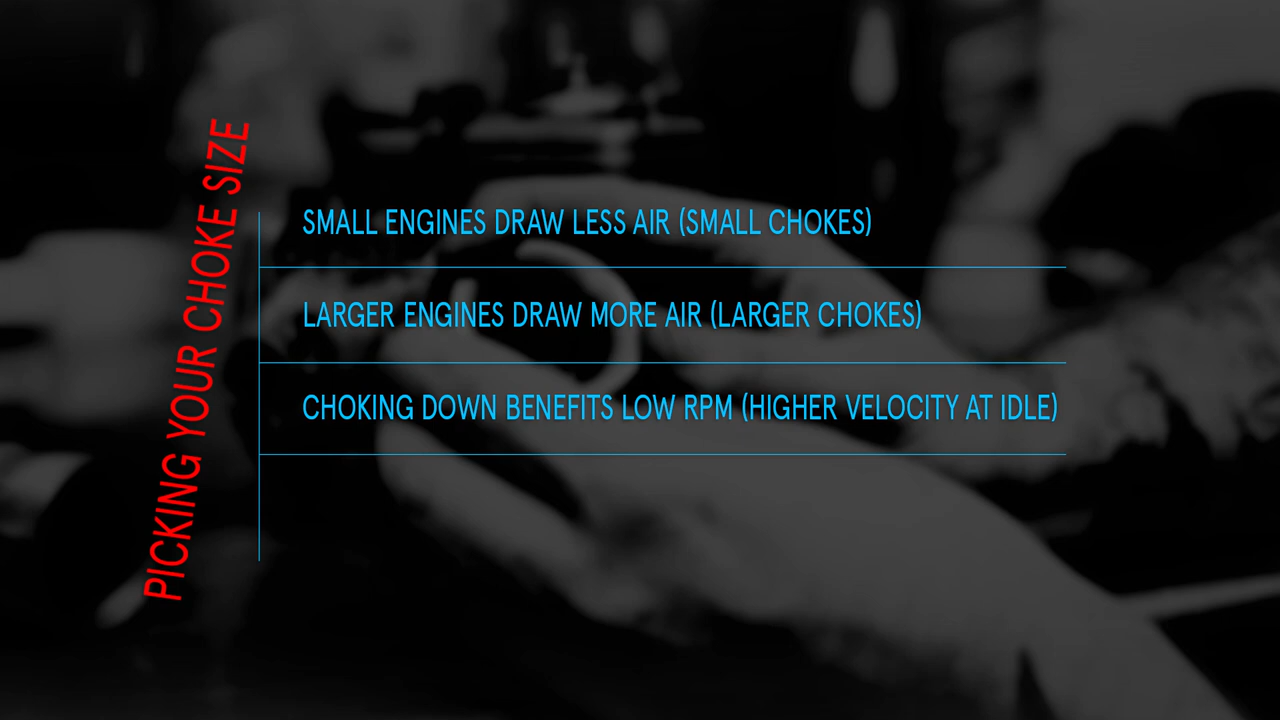 PICKING YOUR CHOKE SIZE
SMALL ENGINES DRAW LESS AIR (SMALL CHOKES)
LARGER ENGINES DRAW MORE AIR (LARGER CHOKES)
CHOKING DOWN BENEFITS LOW RPM (HIGHER VELOCITY AT IDLE)